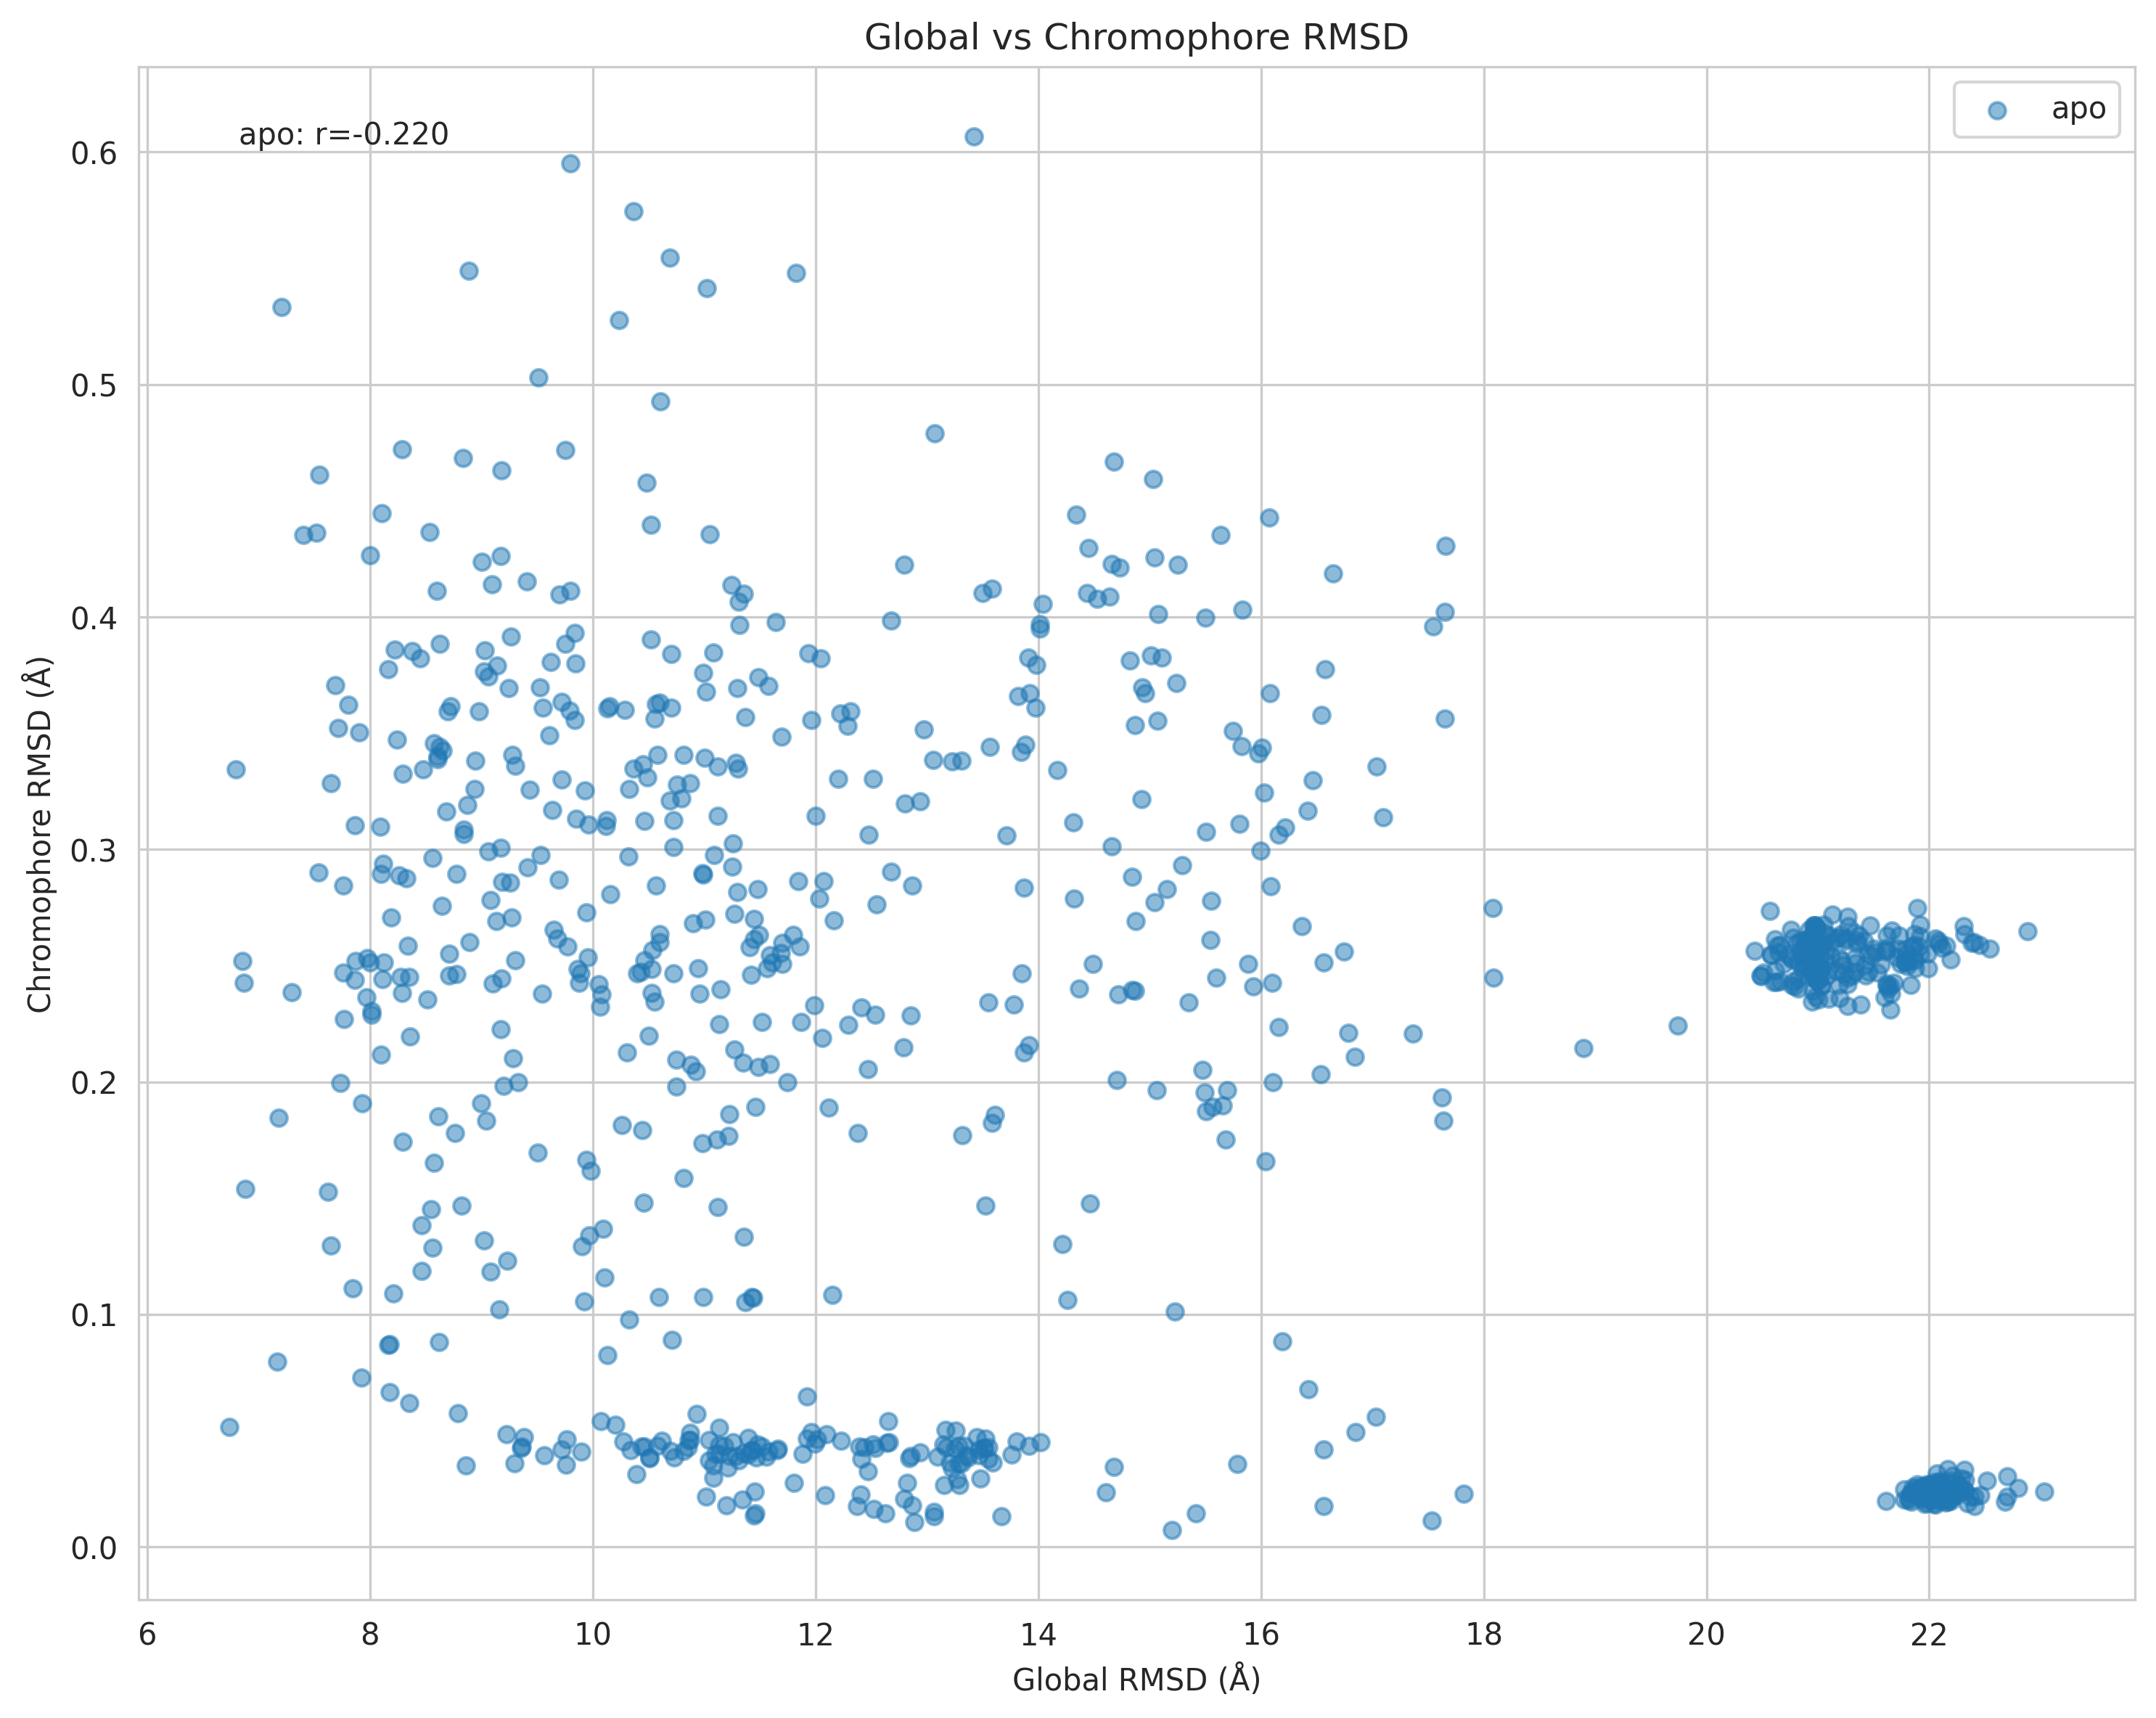 Global vs Chromophore RMSD
apo: r=-0.220
apo
0.6
0.5
0.4
0.3
0.2
0.1
0.0
Chromophore RMSD (Å)
6 8 10 12 14 16 18 20 22
Global RMSD (Å)